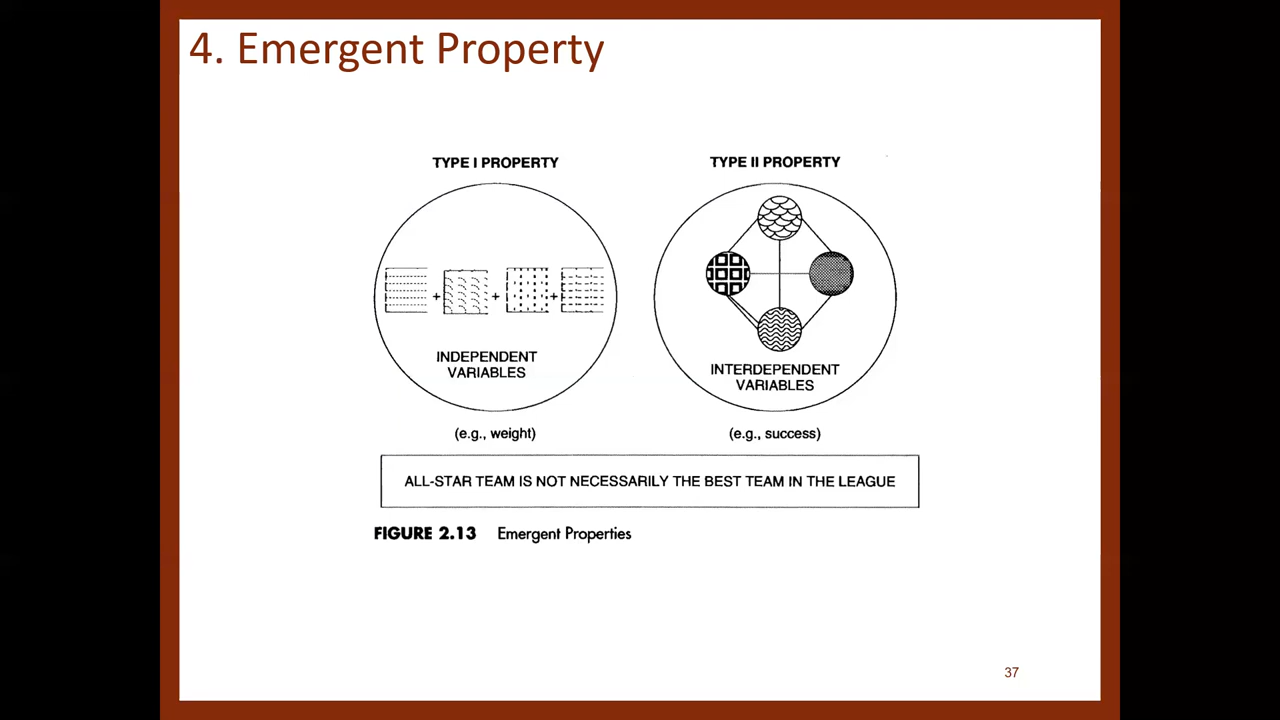 4. Emergent Property
TYPE I PROPERTY
+ + +
INDEPENDENT
VARIABLES
(e.g., weight)
TYPE II PROPERTY
INTERDEPENDENT
VARIABLES
(e.g., success)
ALL-STAR TEAM IS NOT NECESSARILY THE BEST TEAM IN THE LEAGUE
FIGURE 2.13 Emergent Properties
37